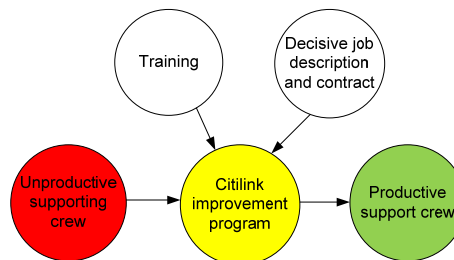 Training
Decisive job
description
and contract
Unproductive
supporting
crew
Citilink
improvement
program
Productive
support crew